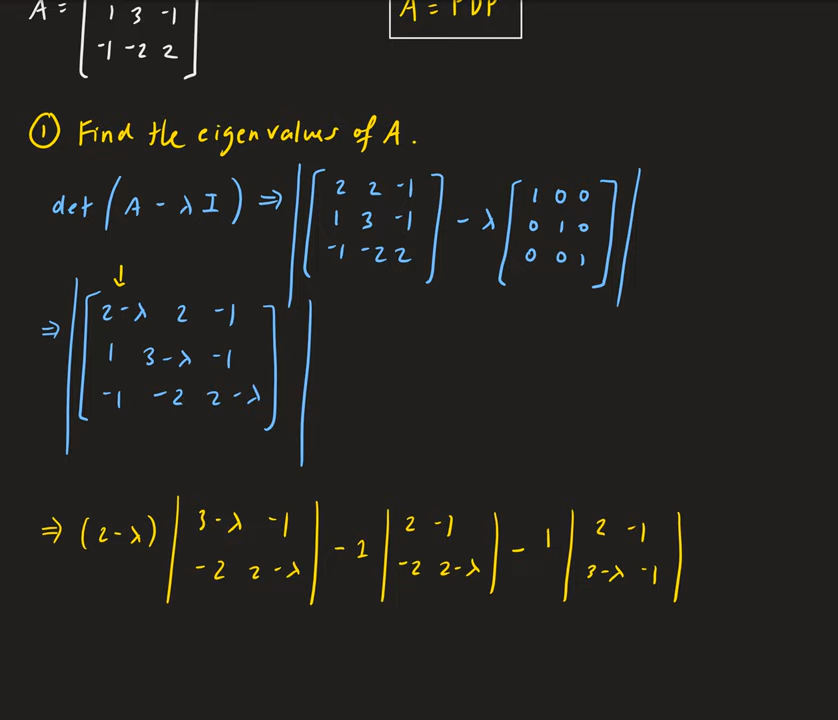 A = [ 1 3 -1
-1 -2 2 ]
A = PDP
① Find the eigenvalues of A.
det (A - λI) ⇒ |[2 2 -1; 1 3 -1; -1 -2 2] - λ [1 0 0; 0 1 0; 0 0 1]|
↓
⇒ |[2-λ 2 -1
1 3-λ -1
-1 -2 2-λ]|
⇒ (2-λ) |3-λ -1; -2 2-λ| - 1 |2 -1; -2 2-λ| - 1 |2 -1; 3-λ -1|